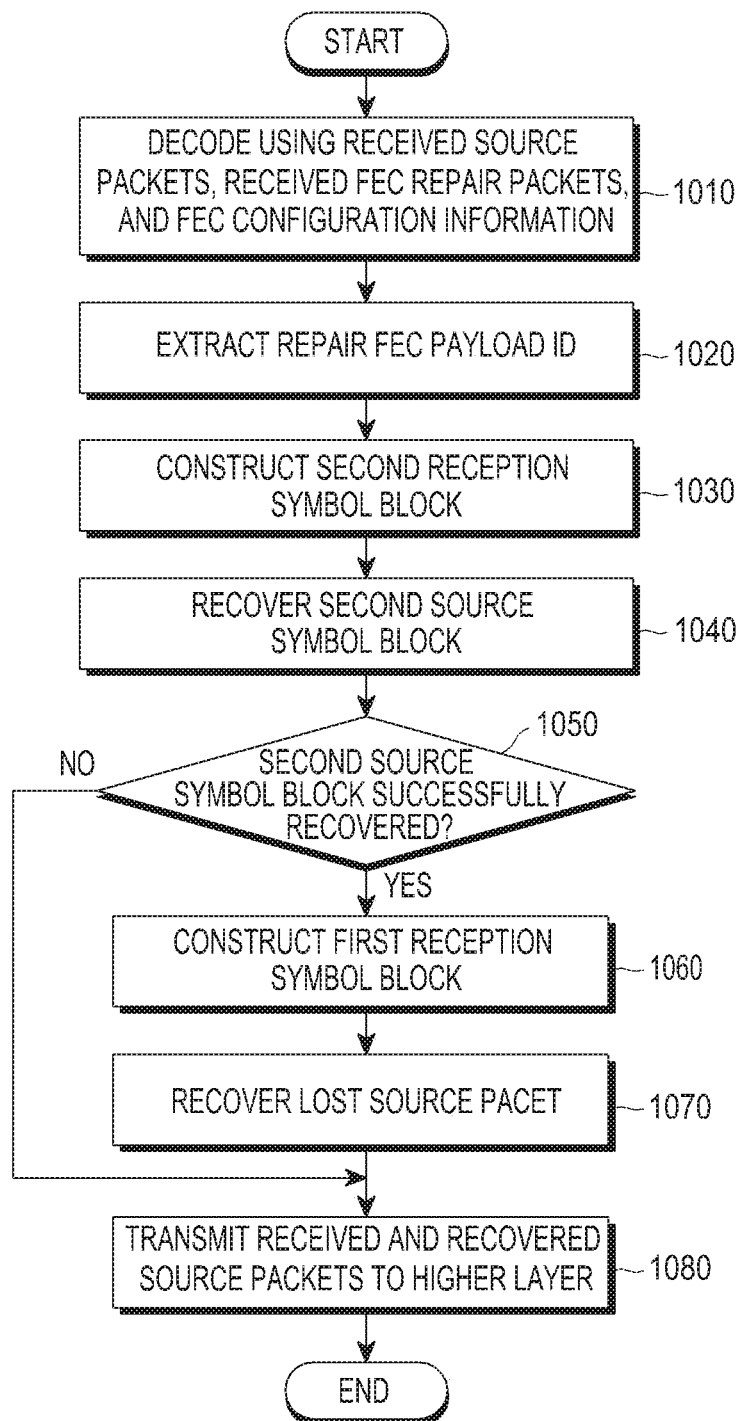 START
DECODE USING RECEIVED SOURCE
PACKETS, RECEIVED FEC REPAIR PACKETS,
AND FEC CONFIGURATION INFORMATION
1010
EXTRACT REPAIR FEC PAYLOAD ID
1020
CONSTRUCT SECOND RECEPTION
SYMBOL BLOCK
1030
RECOVER SECOND SOURCE
SYMBOL BLOCK
1040
1050
NO
SECOND SOURCE
SYMBOL BLOCK SUCCESSFULLY
RECOVERED?
YES
CONSTRUCT FIRST RECEPTION
SYMBOL BLOCK
1060
RECOVER LOST SOURCE PACET
1070
TRANSMIT RECEIVED AND RECOVERED
SOURCE PACKETS TO HIGHER LAYER
1080
END